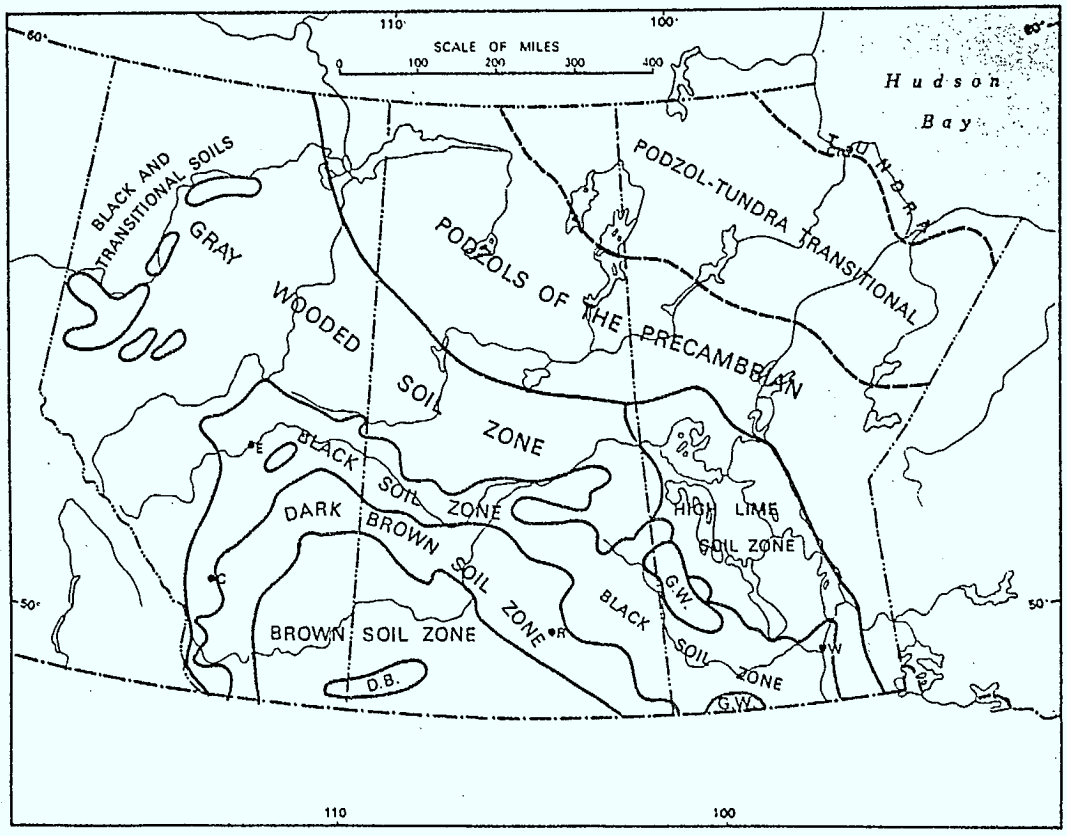 110°
100°
60°
60°
SCALE OF MILES
0 100 200 300 400
Hudson
Bay
TUNDRA
PODZOL-TUNDRA TRANSITIONAL
BLACK AND
TRANSITIONAL SOILS
GRAY
WOODED
SOIL
ZONE
PODZOLS OF THE PRECAMBRIAN
E
BLACK
SOIL
ZONE
DARK BROWN SOIL ZONE
HIGH LIME
SOIL ZONE
C
G.W.
BLACK
SOIL
ZONE
50°
50°
BROWN SOIL ZONE
R
W
D.B.
G.W.
110
100